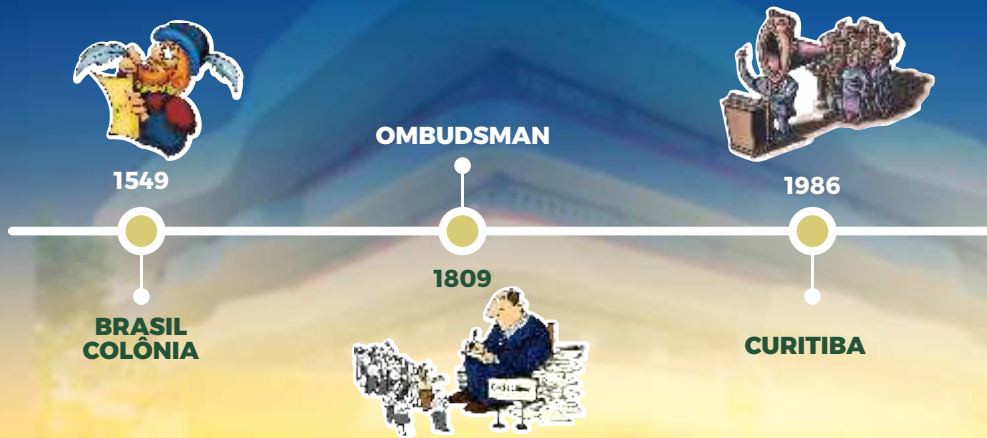 1549
BRASIL
COLÔNIA
OMBUDSMAN
1809
1986
CURITIBA